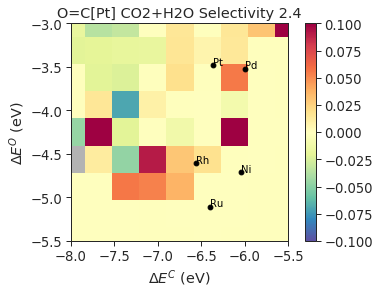 O=C[Pt] CO2+H2O Selectivity 2.4
−3.0
−3.5
−4.0
−4.5
−5.0
−5.5
ΔE^O (eV)
Pt
Pd
Rh
Ni
Ru
−8.0 −7.5 −7.0 −6.5 −6.0 −5.5
ΔE^C (eV)
0.100
0.075
0.050
0.025
0.000
−0.025
−0.050
−0.075
−0.100